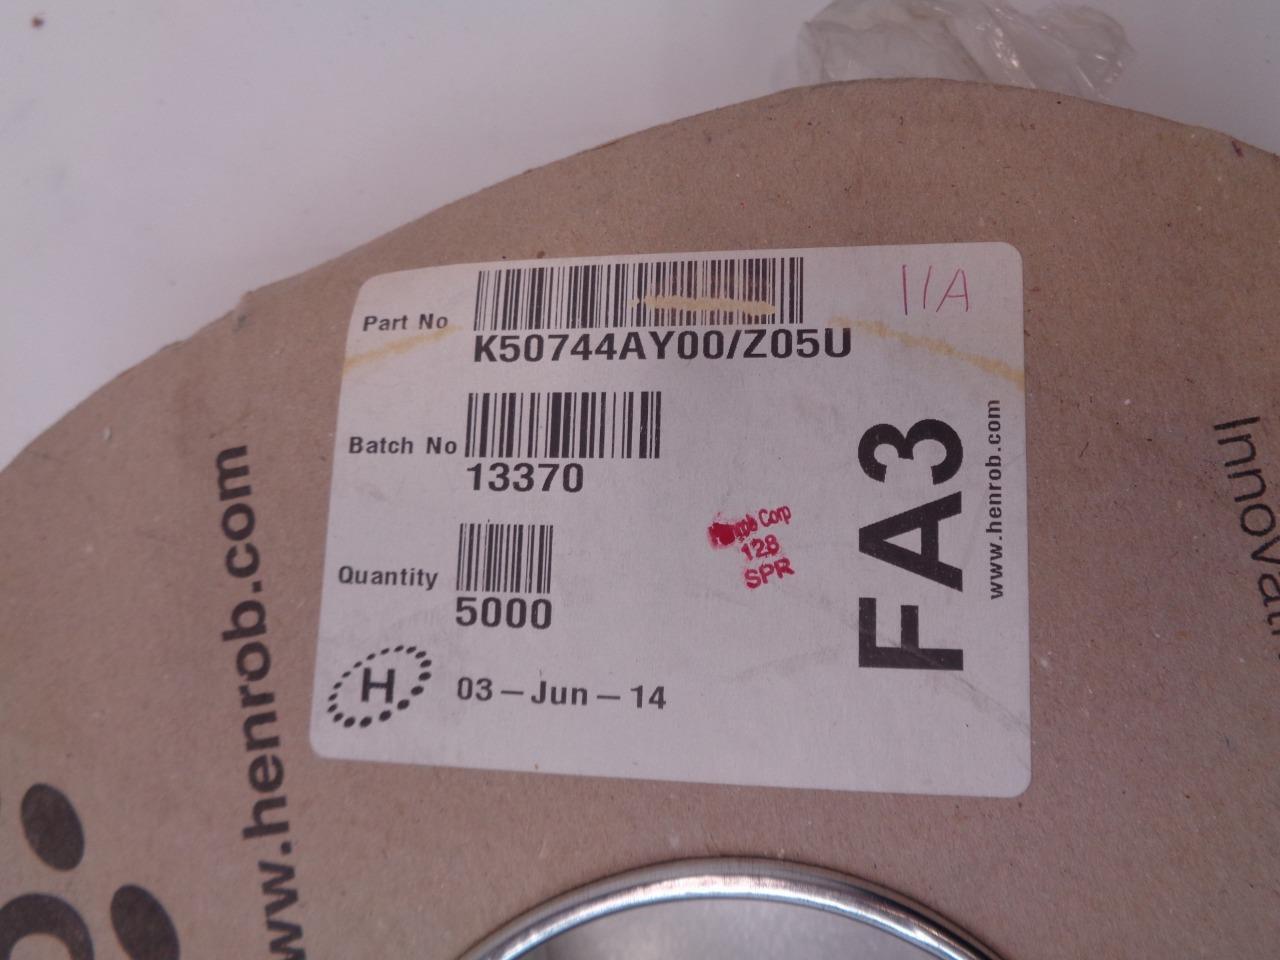 Part No
K50744AY00/Z05U
11A
Batch No
13370
Quantity
5000
H
03-Jun-14
Corp
128
SPR
FA3
www.henrob.com
www.henrob.com